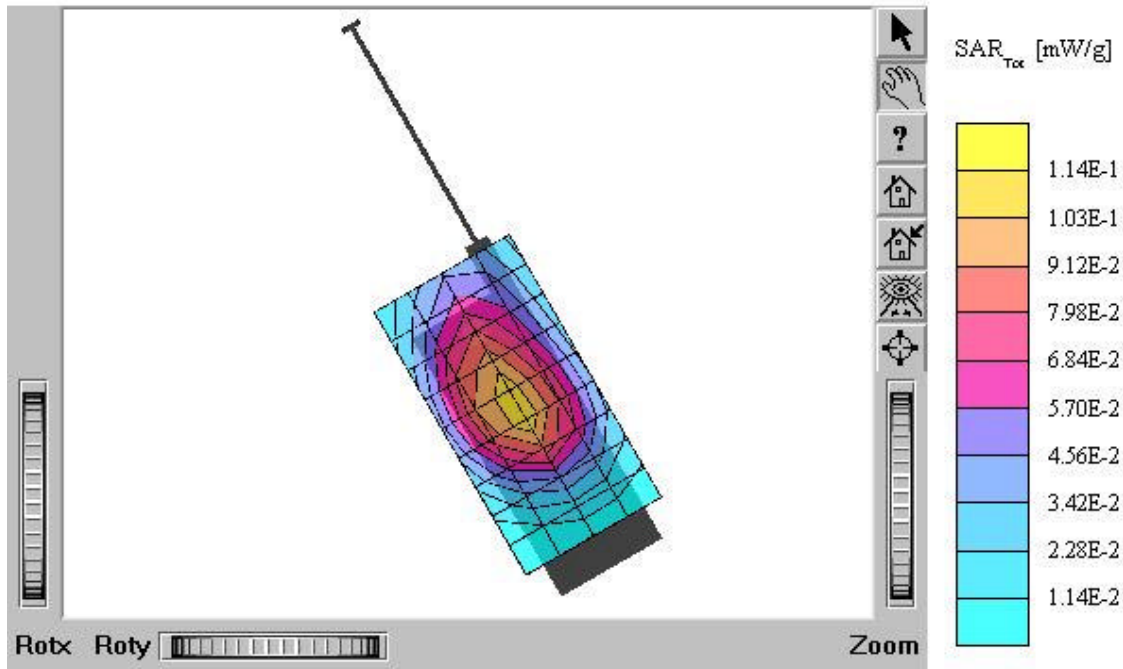 SARTot [mW/g]
?
1.14E-1
1.03E-1
9.12E-2
7.98E-2
6.84E-2
5.70E-2
4.56E-2
3.42E-2
2.28E-2
1.14E-2
Rotx Roty Zoom